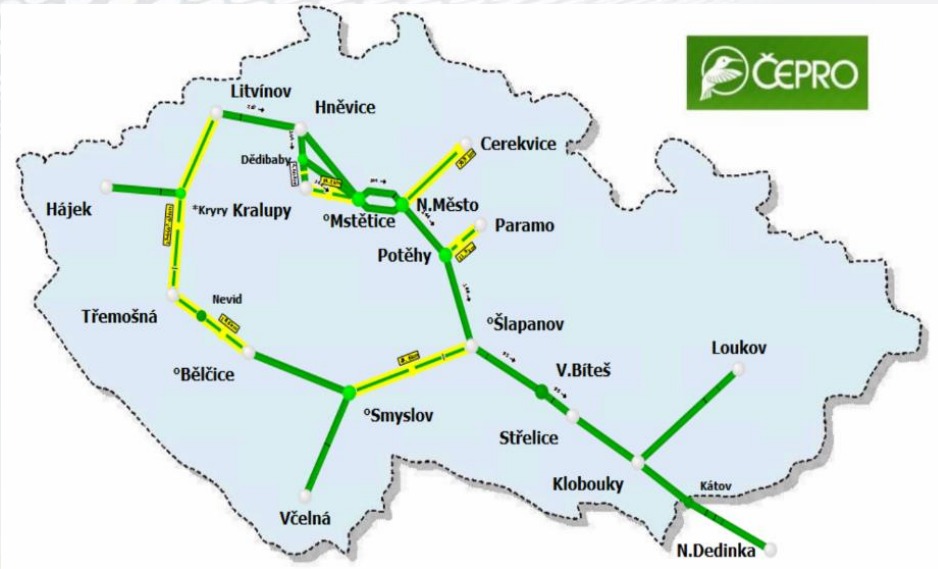 ČEPRO
Litvínov
Hněvice
Cerekvice
Dědibaby
Hájek
*Kryry
Kralupy
N.Město
°Mstětice
Paramo
Potěhy
Nevid
Třemošná
°Šlapanov
Loukov
°Bělčice
V.Bíteš
°Smyslov
Střelice
Klobouky
Kátov
Včelná
N.Dedinka